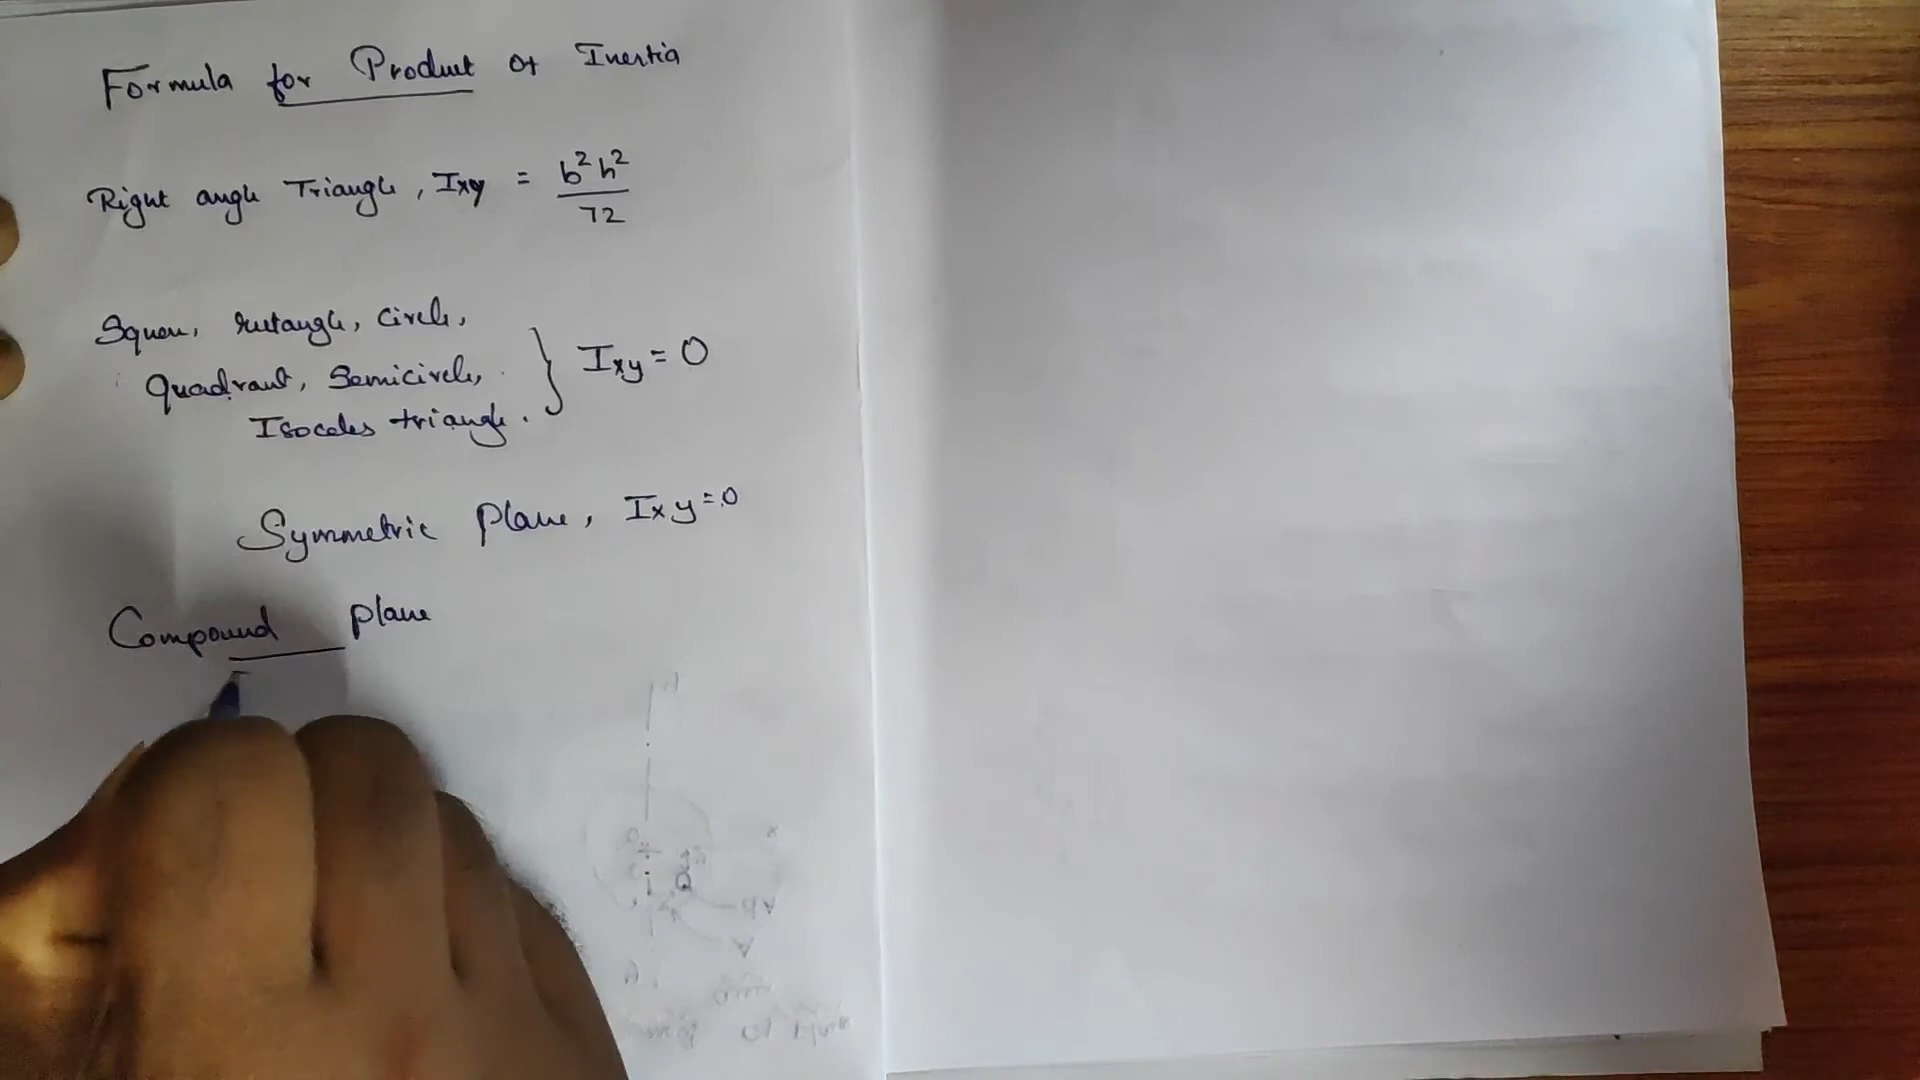 Formula for Product of Inertia
Right angle Triangle, Ixy = b²h² / 72
Square, rectangle, circle,
Quadrant, Semicircle, } Ixy = 0
Isoceles triangle.
Symmetric plane, Ixy = 0
Compound plane